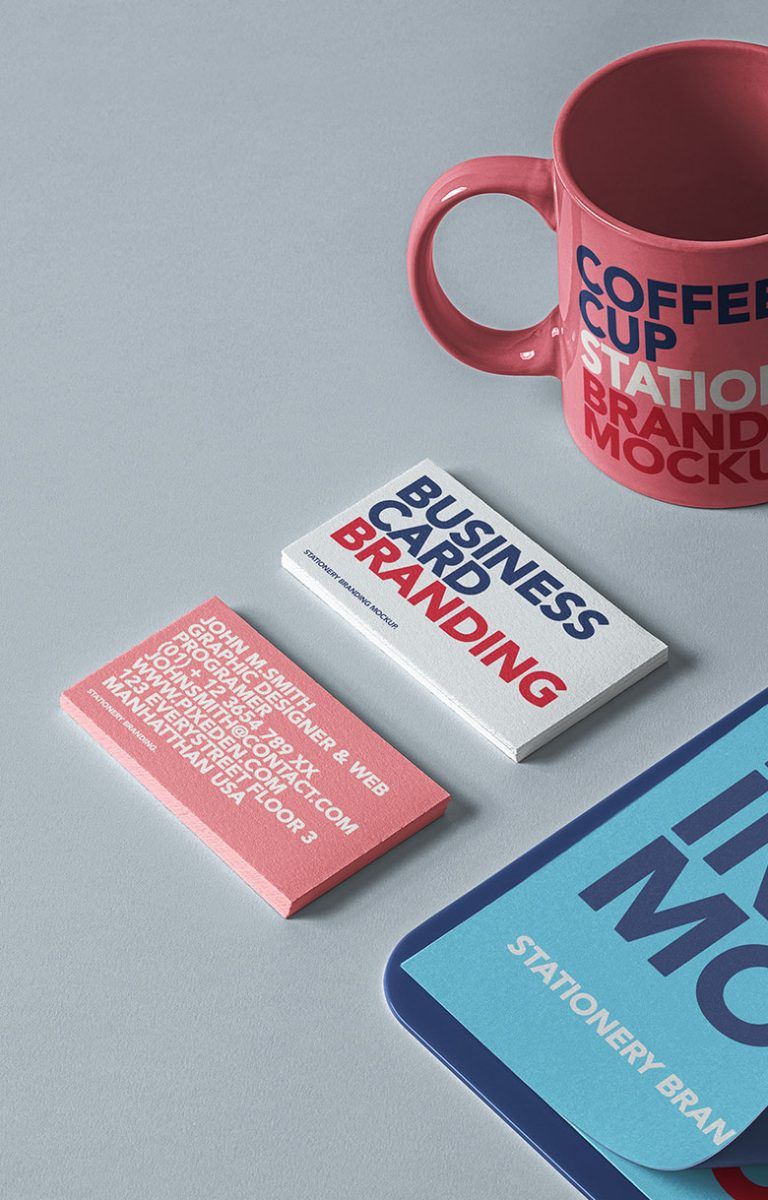 COFFEE
CUP
STATION
BRAND
MOCKU
BUSINESS
CARD
BRANDING
STATIONERY BRANDING MOCKUP.
JOHN M.SMITH
GRAPHIC DESIGNER & WEB
PROGRAMER
(01) + 12 3654 789 XX
JOHNSMITH@CONTACT.COM
WWW.PIXEDEN.COM
123 EVERYSTREET FLOOR 3
MANHATTHAN USA
STATIONERY BRANDING.
MO
STATIONERY BRAN